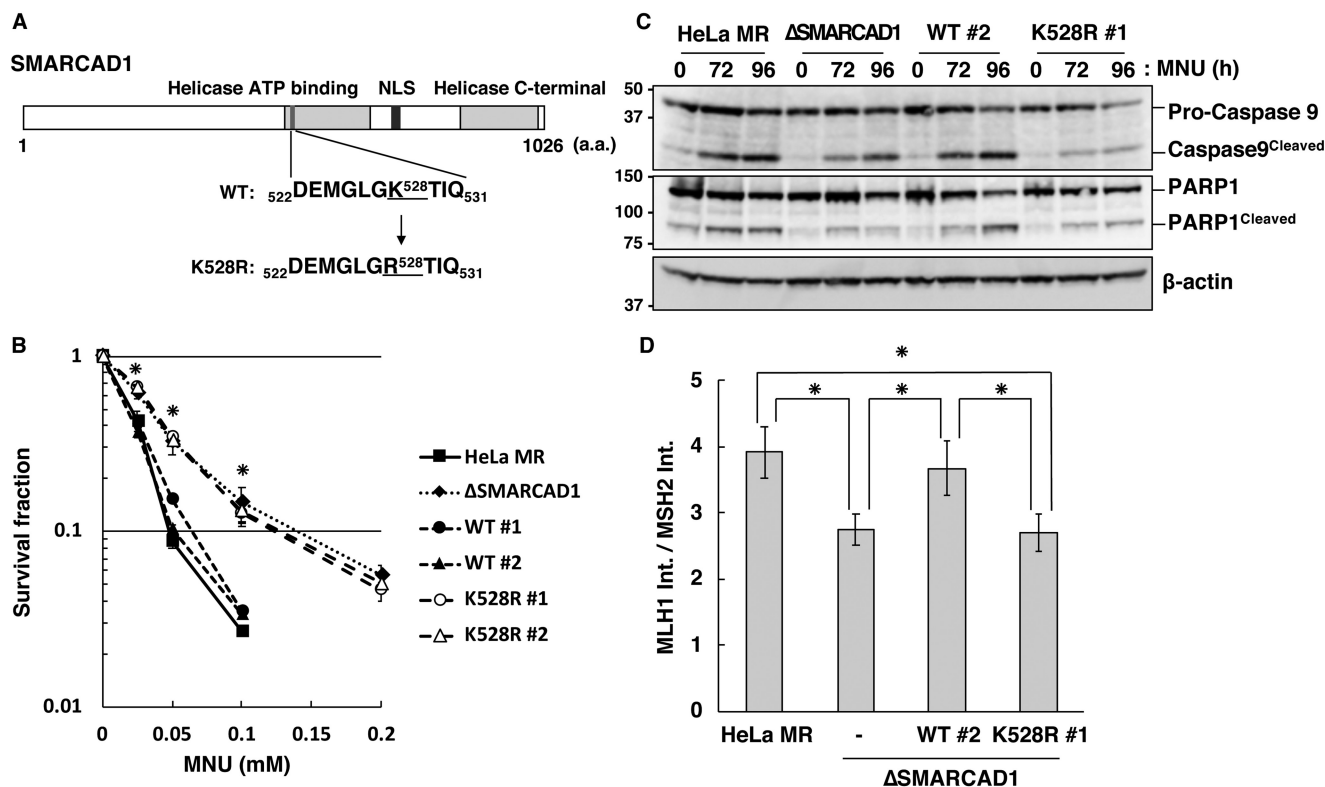 A
SMARCAD1
Helicase ATP binding NLS Helicase C-terminal
1 1026 (a.a.)
WT: 522DEMGLGK528TIQ531
K528R: 522DEMGLGR528TIQ531
B
Survival fraction
1
0.1
0.01
0 0.05 0.1 0.15 0.2
MNU (mM)
*
*
*
HeLa MR
ΔSMARCAD1
WT #1
WT #2
K528R #1
K528R #2
C
HeLa MR ΔSMARCAD1 WT #2 K528R #1
0 72 96 0 72 96 0 72 96 0 72 96 : MNU (h)
50
37
Pro-Caspase 9
Caspase9Cleaved
150
100
75
PARP1
PARP1Cleaved
37
β-actin
D
MLH1 Int. / MSH2 Int.
5
4
3
2
1
0
*
* * *
HeLa MR - WT #2 K528R #1
ΔSMARCAD1